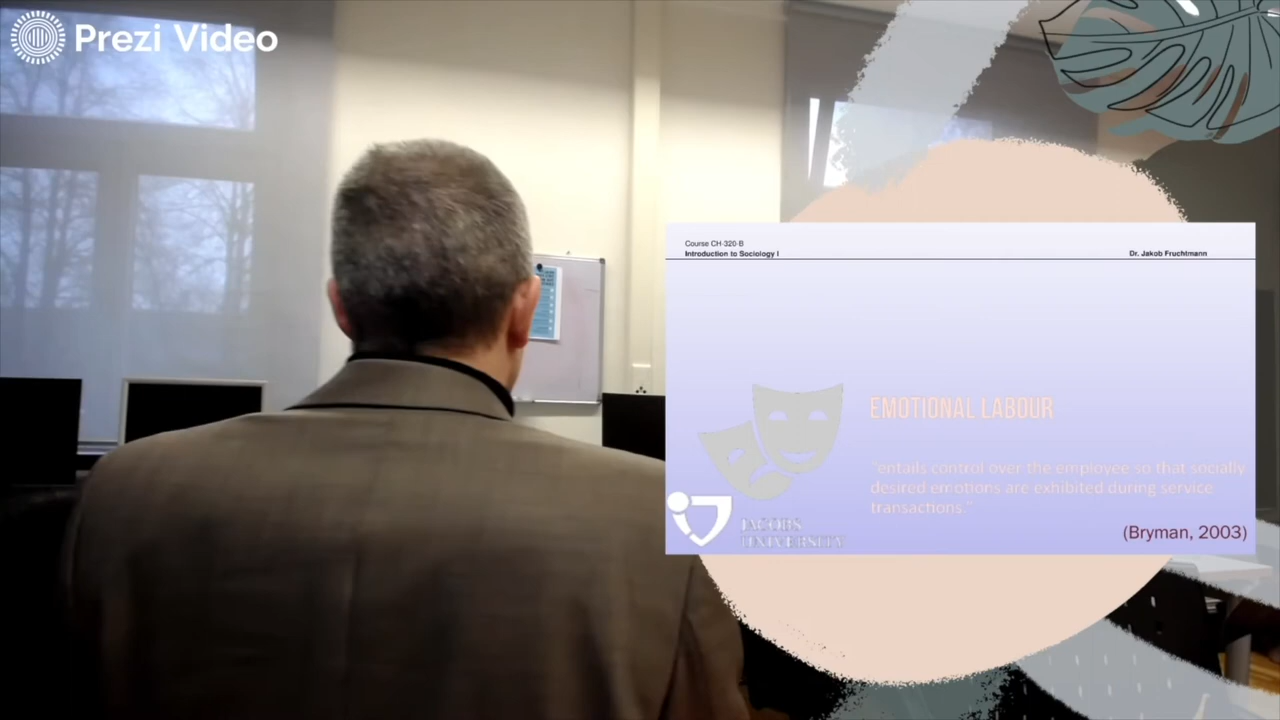 Prezi Video
Course CH-320-B
Introduction to Sociology I
Dr. Jakob Fruchtmann
EMOTIONAL LABOUR
"entails control over the employee so that socially
desired emotions are exhibited during service
transactions."
(Bryman, 2003)
JACOBS
UNIVERSITY